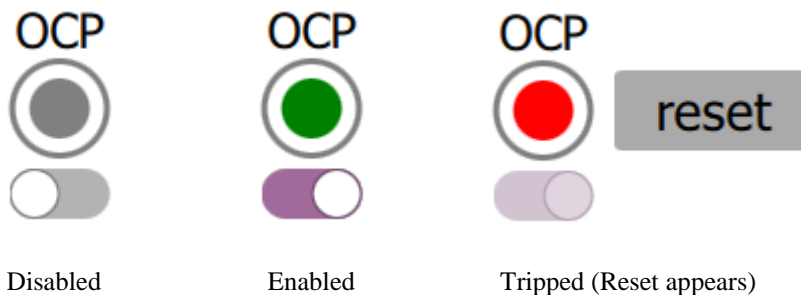 OCP OCP OCP
reset
Disabled Enabled Tripped (Reset appears)